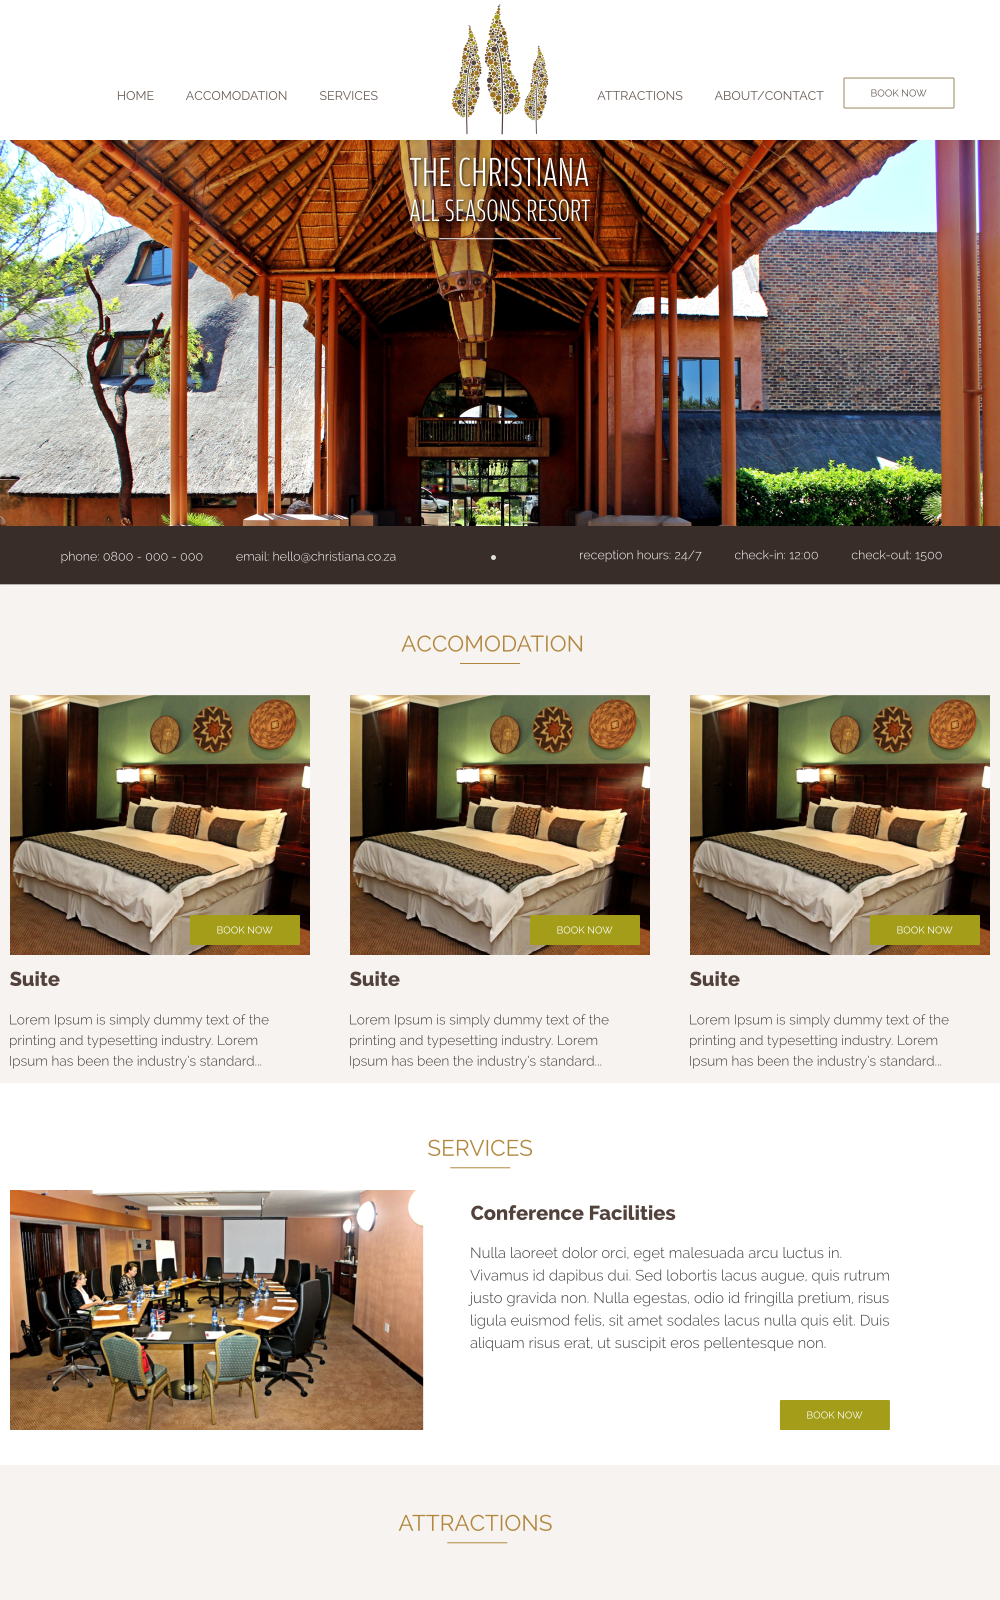 HOME ACCOMODATION SERVICES ATTRACTIONS ABOUT/CONTACT BOOK NOW
THE CHRISTIANA
ALL SEASONS RESORT
phone: 0800 - 000 - 000 email: hello@christiana.co.za reception hours: 24/7 check-in: 12:00 check-out: 1500
ACCOMODATION
BOOK NOW
Suite
Lorem Ipsum is simply dummy text of the
printing and typesetting industry. Lorem
Ipsum has been the industry's standard...
BOOK NOW
Suite
Lorem Ipsum is simply dummy text of the
printing and typesetting industry. Lorem
Ipsum has been the industry's standard...
BOOK NOW
Suite
Lorem Ipsum is simply dummy text of the
printing and typesetting industry. Lorem
Ipsum has been the industry's standard...
SERVICES
Conference Facilities
Nulla laoreet dolor orci, eget malesuada arcu luctus in.
Vivamus id dapibus dui. Sed lobortis lacus augue, quis rutrum
justo gravida non. Nulla egestas, odio id fringilla pretium, risus
ligula euismod felis, sit amet sodales lacus nulla quis elit. Duis
aliquam risus erat, ut suscipit eros pellentesque non.
BOOK NOW
ATTRACTIONS